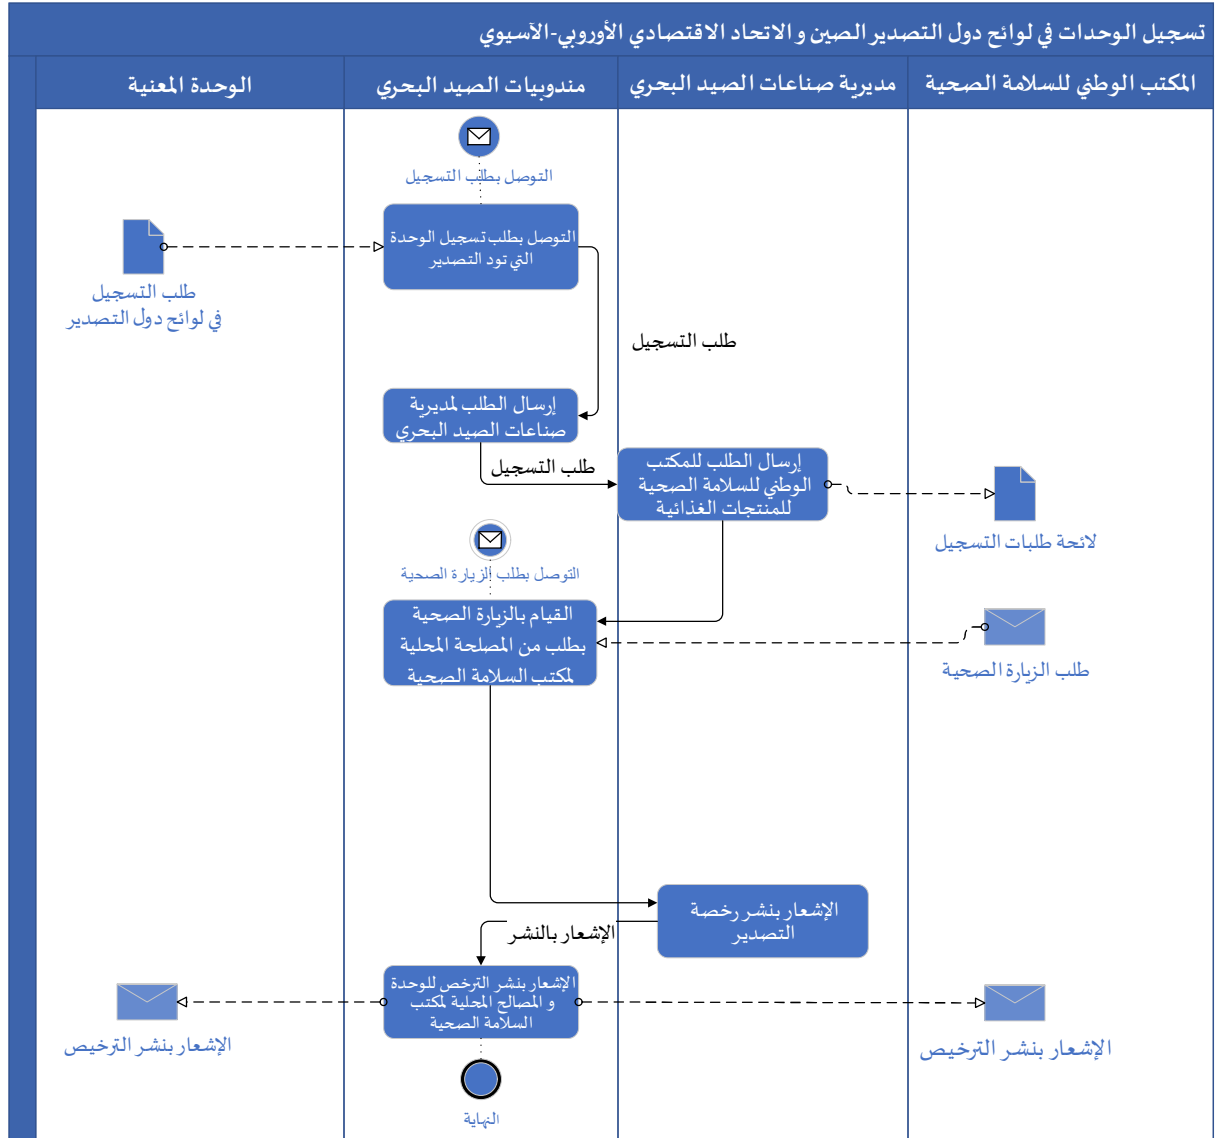 تسجيل الوحدات في لوائح دول التصدير الصين و الاتحاد الاقتصادي الأوروبي-الآسيوي
المكتب الوطني للسلامة الصحية
مديرية صناعات الصيد البحري
مندوبيات الصيد البحري
الوحدة المعنية
التوصل بطلب التسجيل
التوصل بطلب تسجيل الوحدة
التي تود التصدير
طلب التسجيل
في لوائح دول التصدير
طلب التسجيل
إرسال الطلب لمديرية
صناعات الصيد البحري
طلب التسجيل
إرسال الطلب للمكتب
الوطني للسلامة الصحية
للمنتجات الغذائية
لائحة طلبات التسجيل
التوصل بطلب الزيارة الصحية
القيام بالزيارة الصحية
بطلب من المصلحة المحلية
لمكتب السلامة الصحية
طلب الزيارة الصحية
الإشعار بنشر رخصة
التصدير
الإشعار بالنشر
الإشعار بنشر الترخص للوحدة
و المصالح المحلية لمكتب
السلامة الصحية
الإشعار بنشر الترخيص
الإشعار بنشر الترخيص
النهاية